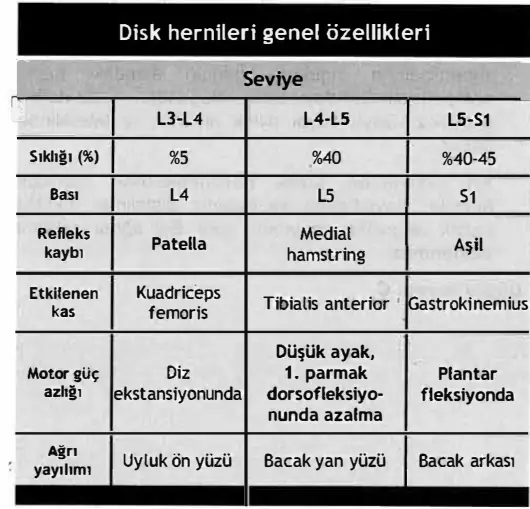 Disk hernileri genel özellikleri
Seviye
L3-L4 L4-L5 L5-S1
Sıklığı (%) %5 %40 %40-45
Bası L4 L5 S1
Refleks kaybı Patella Medial hamstring Aşil
Etkilenen kas Kuadriceps femoris Tibialis anterior Gastrokinemius
Motor güç azlığı Diz ekstansiyonunda Düşük ayak, 1. parmak dorsofleksiyo-nunda azalma Plantar fleksiyonda
Ağrı yayılımı Uyluk ön yüzü Bacak yan yüzü Bacak arkası